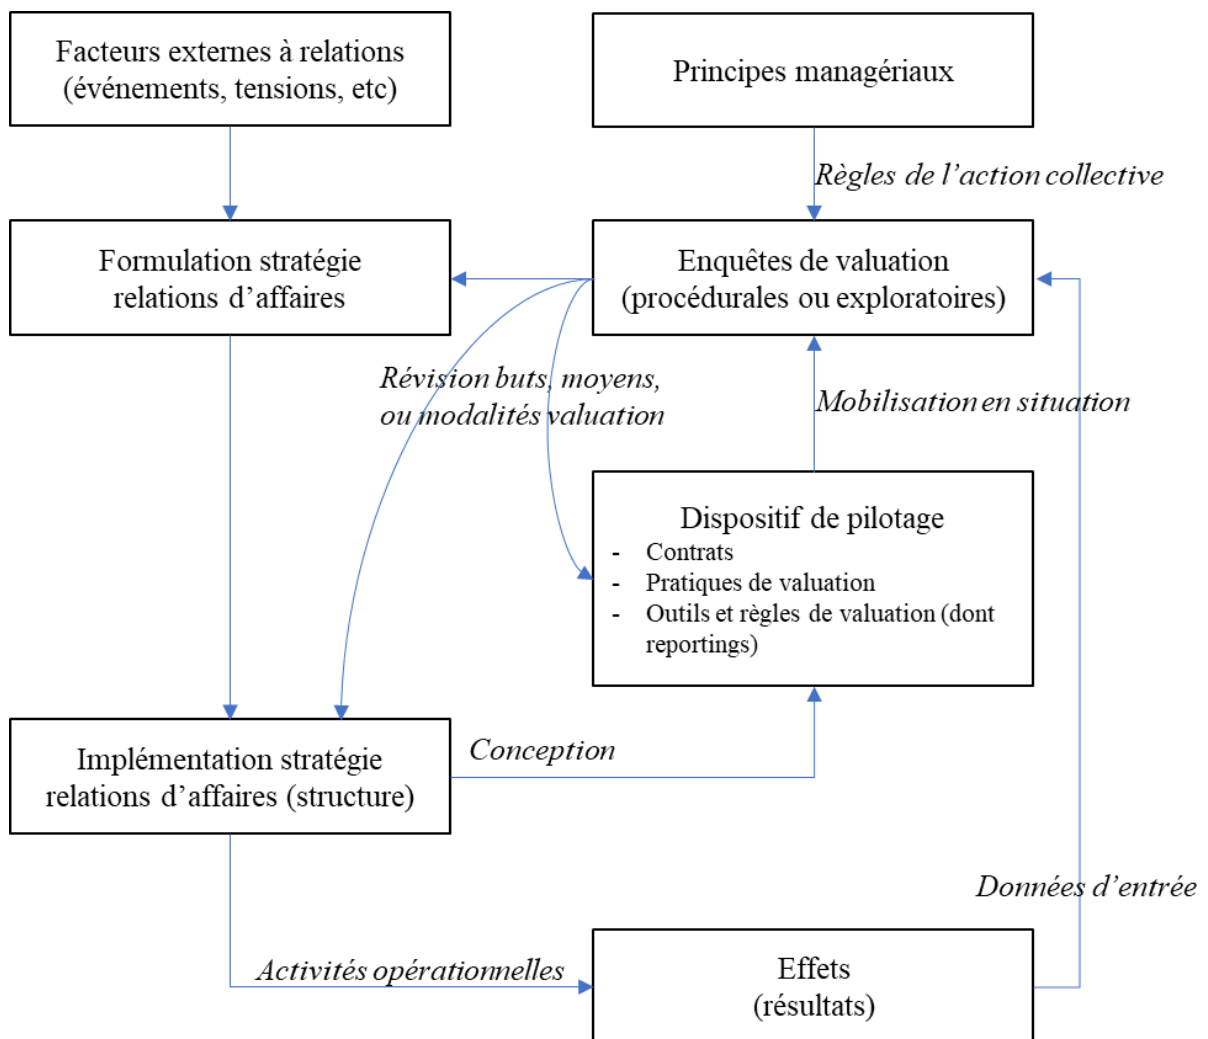 Facteurs externes à relations
(événements, tensions, etc)
Principes managériaux
Règles de l’action collective
Formulation stratégie
relations d’affaires
Enquêtes de valuation
(procédurales ou exploratoires)
Révision buts, moyens,
ou modalités valuation
Mobilisation en situation
Dispositif de pilotage
- Contrats
- Pratiques de valuation
- Outils et règles de valuation (dont
reportings)
Implémentation stratégie
relations d’affaires (structure)
Conception
Données d’entrée
Activités opérationnelles
Effets
(résultats)